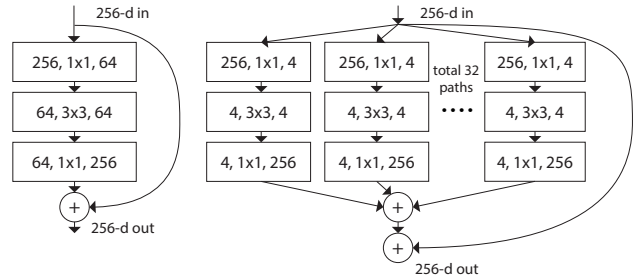 256-d in
256, 1x1, 64
64, 3x3, 64
64, 1x1, 256
+
256-d out
256-d in
256, 1x1, 4
256, 1x1, 4
256, 1x1, 4
total 32
paths
....
4, 3x3, 4
4, 3x3, 4
4, 3x3, 4
4, 1x1, 256
4, 1x1, 256
4, 1x1, 256
+
+
256-d out